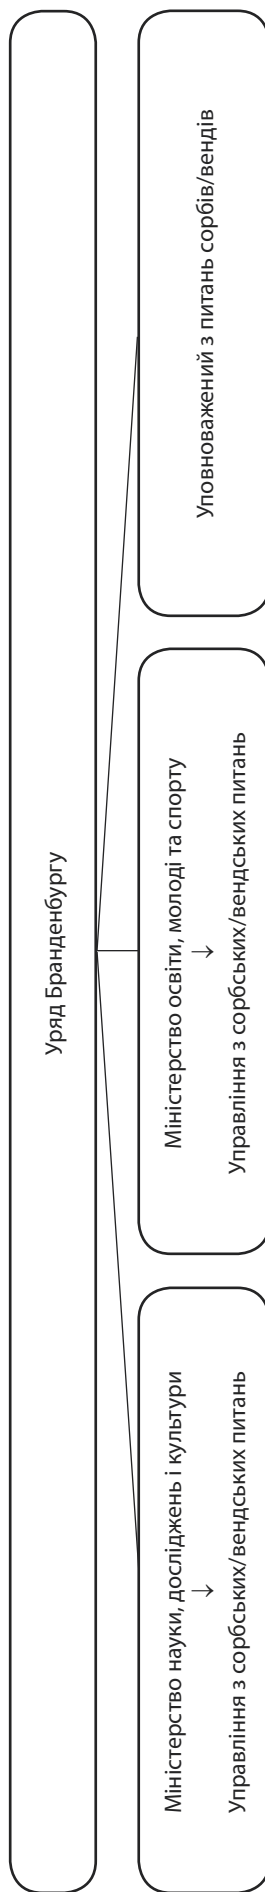 Уряд Бранденбургу
Міністерство науки, досліджень і культури
↓
Управління з сорбських/вендських питань
Міністерство освіти, молоді та спорту
↓
Управління з сорбських/вендських питань
Уповноважений з питань сорбів/вендів